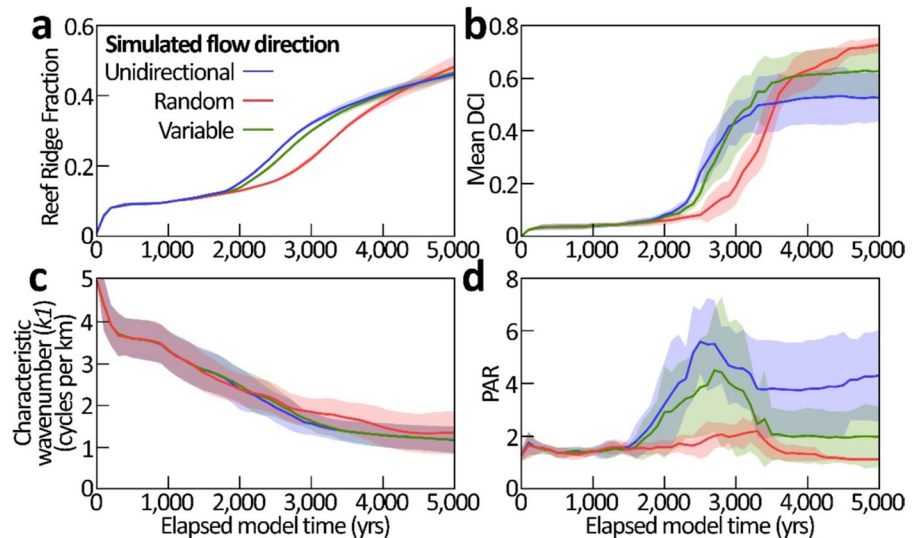 a
Simulated flow direction
Unidirectional
Random
Variable
Reef Ridge Fraction
0.6
0.4
0.2
0
0 1,000 2,000 3,000 4,000 5,000
b
Mean DCI
0.8
0.6
0.4
0.2
0.0
0 1,000 2,000 3,000 4,000 5,000
c
Characteristic
wavenumber (k1)
(cycles per km)
5
4
3
2
1
0
0 1,000 2,000 3,000 4,000 5,000
Elapsed model time (yrs)
d
PAR
8
6
4
2
0
0 1,000 2,000 3,000 4,000 5,000
Elapsed model time (yrs)